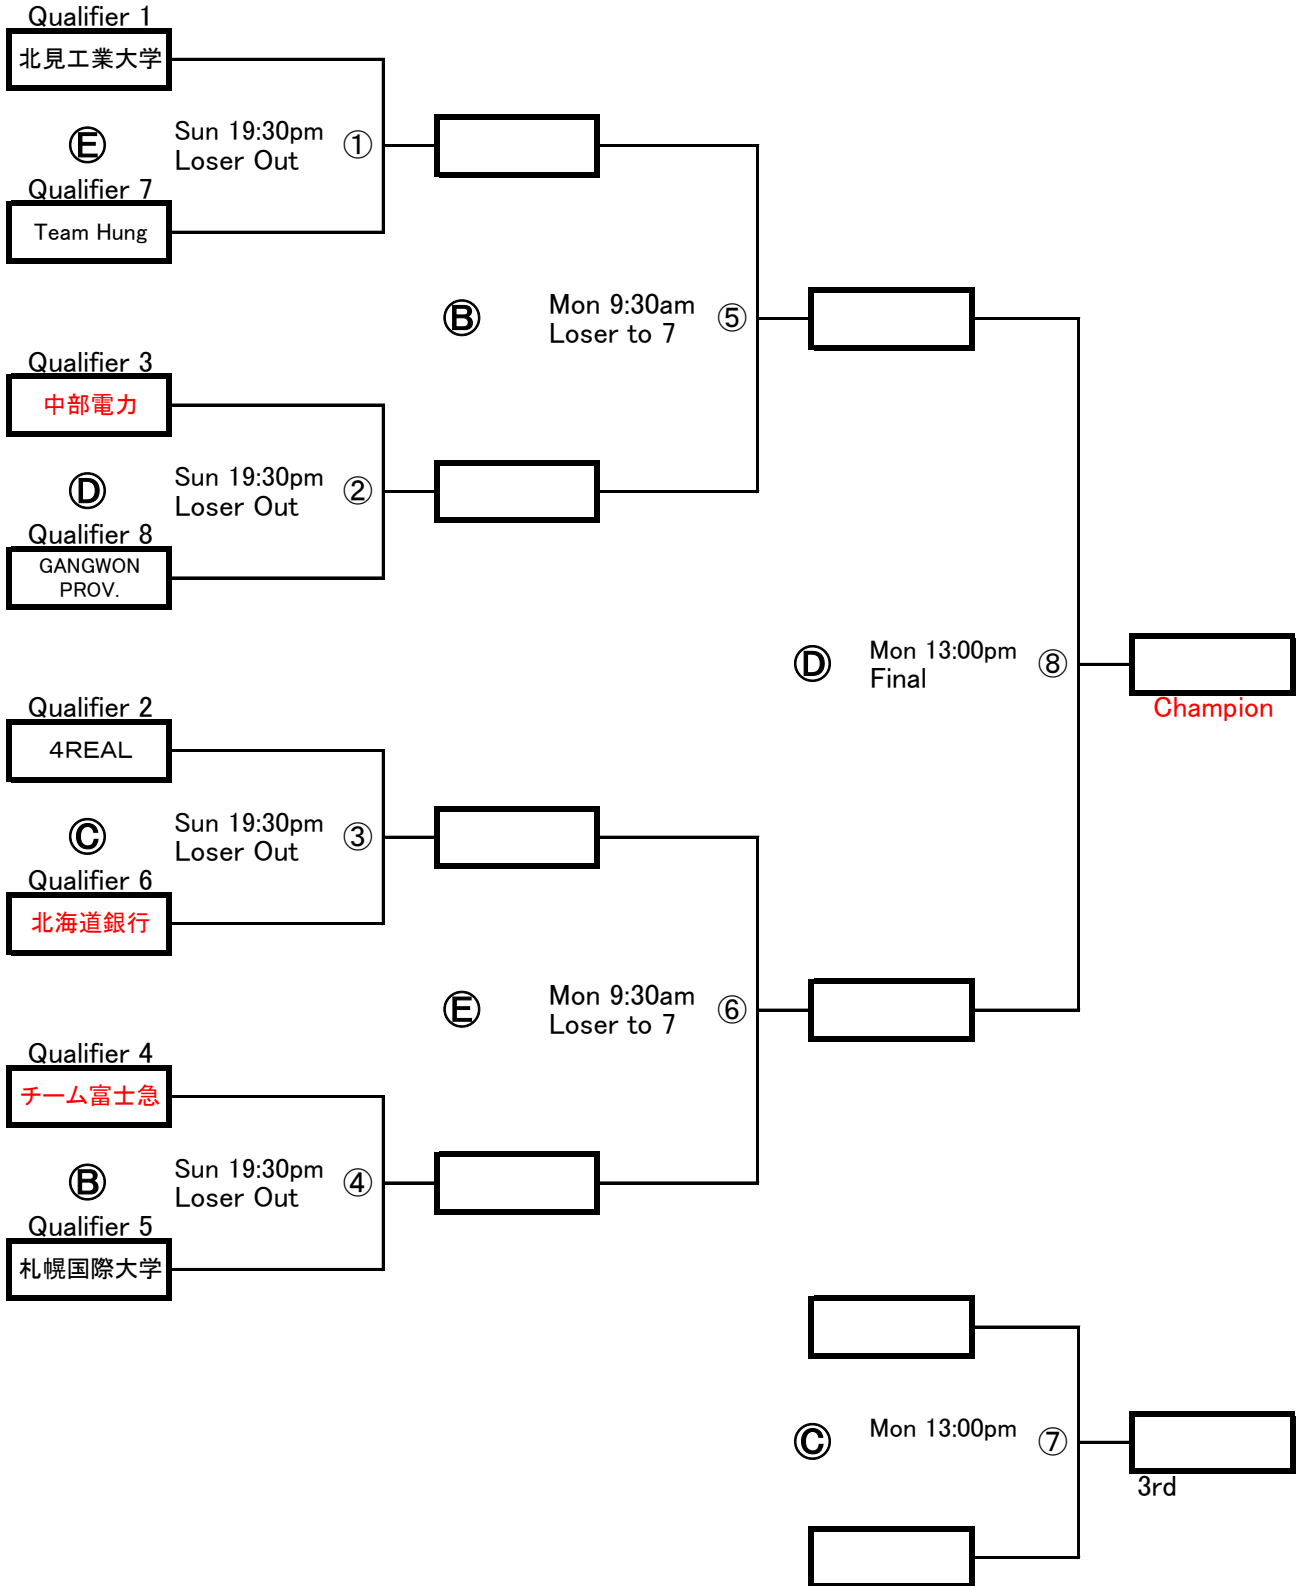 Qualifier 1
北見工業大学
Ⓔ
Sun 19:30pm
Loser Out
①
Qualifier 7
Team Hung
Ⓑ
Mon 9:30am
Loser to 7
⑤
Qualifier 3
中部電力
Ⓓ
Sun 19:30pm
Loser Out
②
Qualifier 8
GANGWON
PROV.
Ⓓ
Mon 13:00pm
Final
⑧
Champion
Qualifier 2
4REAL
Ⓒ
Sun 19:30pm
Loser Out
③
Qualifier 6
北海道銀行
Ⓔ
Mon 9:30am
Loser to 7
⑥
Qualifier 4
チーム富士急
Ⓑ
Sun 19:30pm
Loser Out
④
Qualifier 5
札幌国際大学
Ⓒ
Mon 13:00pm
⑦
3rd